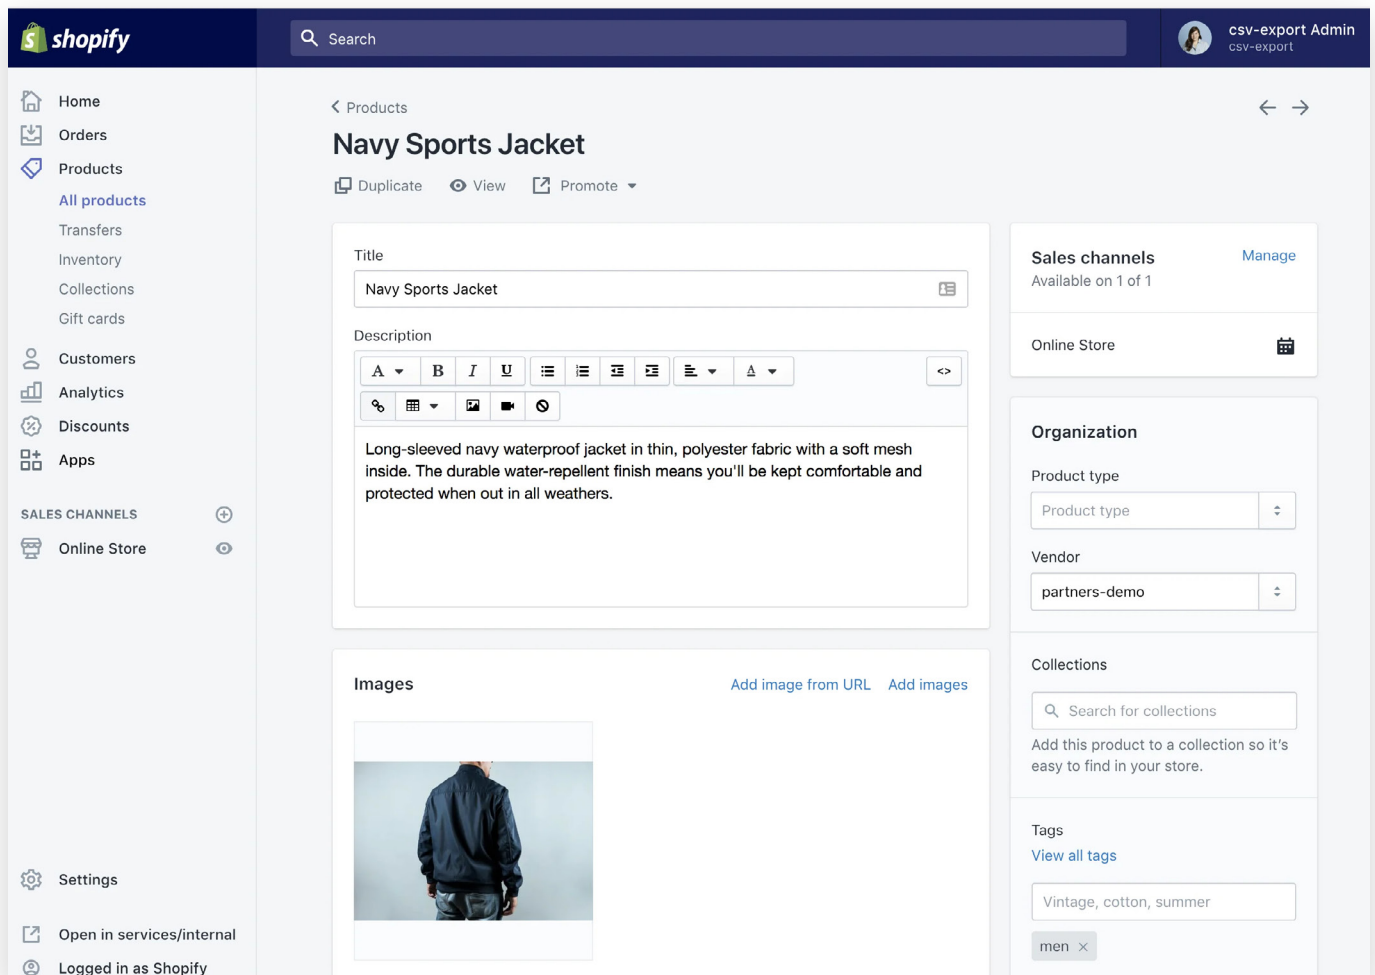 shopify
Search
csv-export Admin
csv-export
Home
Orders
Products
All products
Transfers
Inventory
Collections
Gift cards
Customers
Analytics
Discounts
Apps
SALES CHANNELS
Online Store
Settings
Open in services/internal
Logged in as Shopify
Products
Navy Sports Jacket
Duplicate
View
Promote
Title
Navy Sports Jacket
Description
A
B
I
U
A
<>
Long-sleeved navy waterproof jacket in thin, polyester fabric with a soft mesh
inside. The durable water-repellent finish means you'll be kept comfortable and
protected when out in all weathers.
Images
Add image from URL
Add images
Sales channels
Manage
Available on 1 of 1
Online Store
Organization
Product type
Product type
Vendor
partners-demo
Collections
Search for collections
Add this product to a collection so it's
easy to find in your store.
Tags
View all tags
Vintage, cotton, summer
men ×